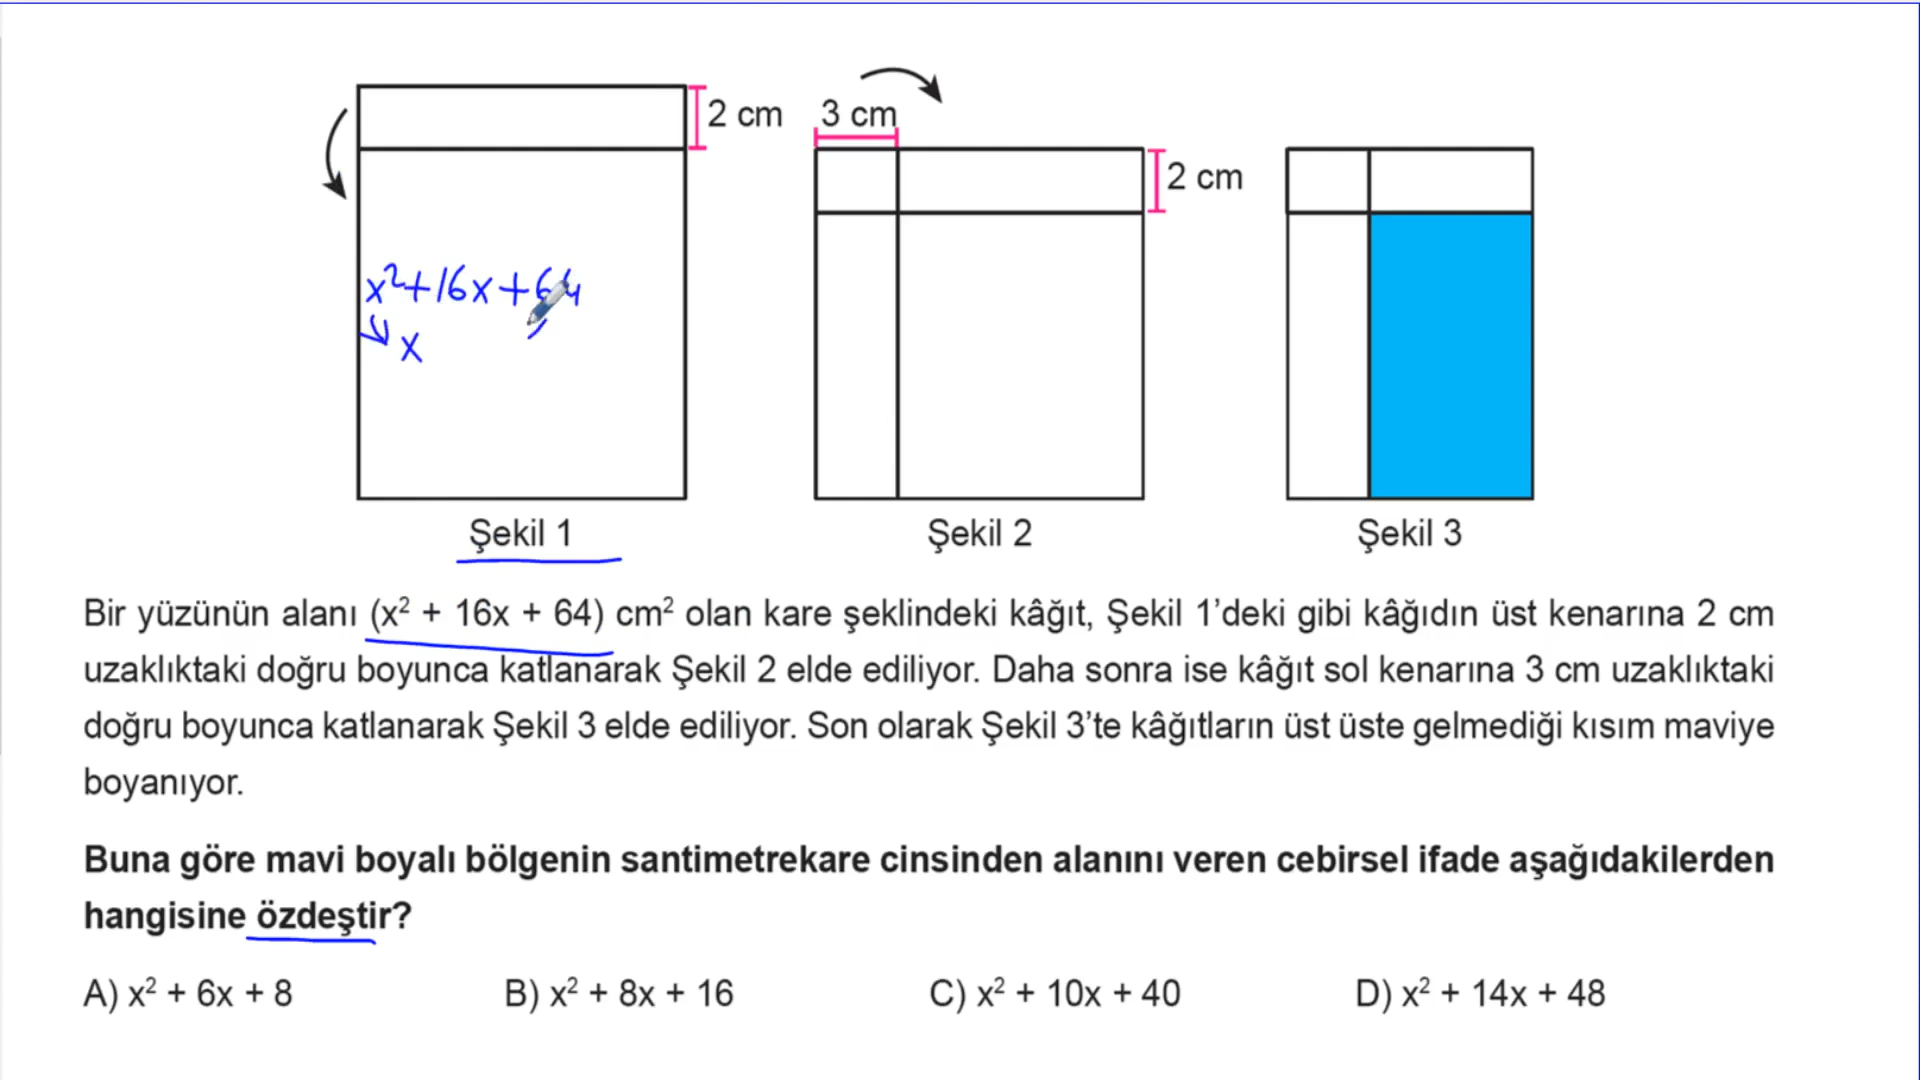 2 cm
3 cm
2 cm
x²+16x+64
x
Şekil 1
Şekil 2
Şekil 3
Bir yüzünün alanı (x² + 16x + 64) cm² olan kare şeklindeki kâğıt, Şekil 1’deki gibi kâğıdın üst kenarına 2 cm
uzaklıktaki doğru boyunca katlanarak Şekil 2 elde ediliyor. Daha sonra ise kâğıt sol kenarına 3 cm uzaklıktaki
doğru boyunca katlanarak Şekil 3 elde ediliyor. Son olarak Şekil 3’te kâğıtların üst üste gelmediği kısım maviye
boyanıyor.
Buna göre mavi boyalı bölgenin santimetrekare cinsinden alanını veren cebirsel ifade aşağıdakilerden
hangisine özdeştir?
A) x² + 6x + 8
B) x² + 8x + 16
C) x² + 10x + 40
D) x² + 14x + 48